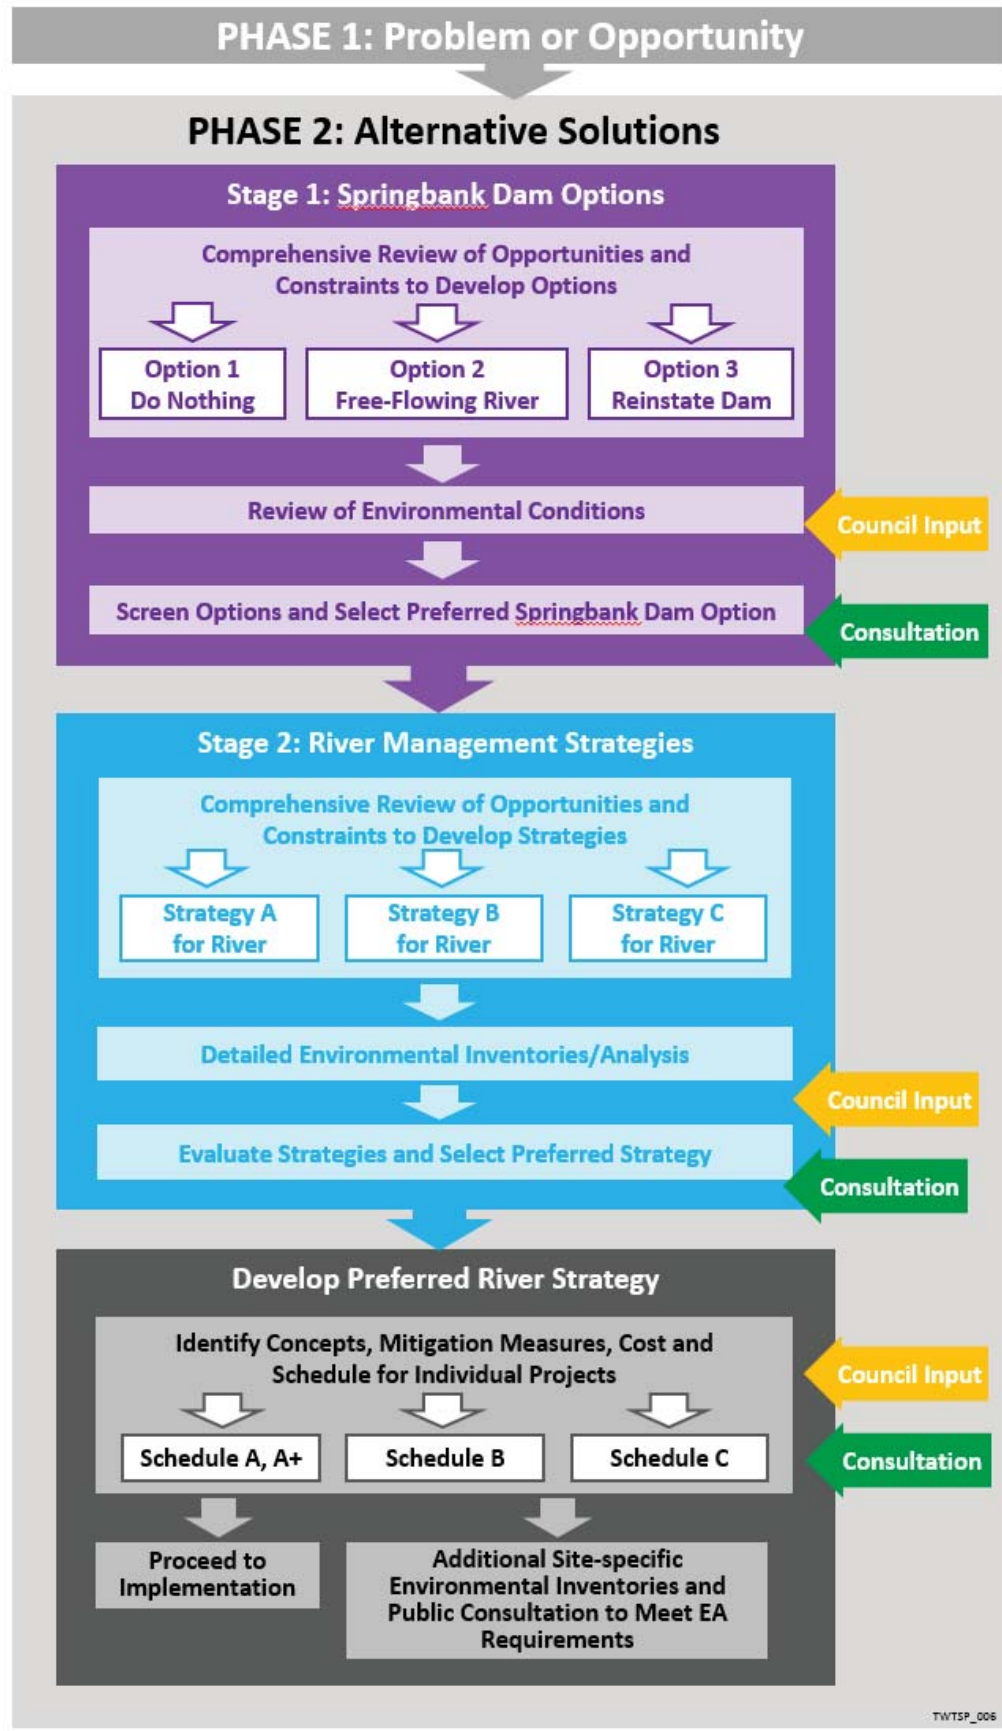 PHASE 1: Problem or Opportunity
PHASE 2: Alternative Solutions
Stage 1: Springbank Dam Options
Comprehensive Review of Opportunities and
Constraints to Develop Options
Option 1
Do Nothing
Option 2
Free-Flowing River
Option 3
Reinstate Dam
Review of Environmental Conditions
Council Input
Screen Options and Select Preferred Springbank Dam Option
Consultation
Stage 2: River Management Strategies
Comprehensive Review of Opportunities and
Constraints to Develop Strategies
Strategy A
for River
Strategy B
for River
Strategy C
for River
Detailed Environmental Inventories/Analysis
Council Input
Evaluate Strategies and Select Preferred Strategy
Consultation
Develop Preferred River Strategy
Identify Concepts, Mitigation Measures, Cost and
Schedule for Individual Projects
Council Input
Schedule A, A+
Schedule B
Schedule C
Consultation
Proceed to
Implementation
Additional Site-specific
Environmental Inventories and
Public Consultation to Meet EA
Requirements
TWTSP_006